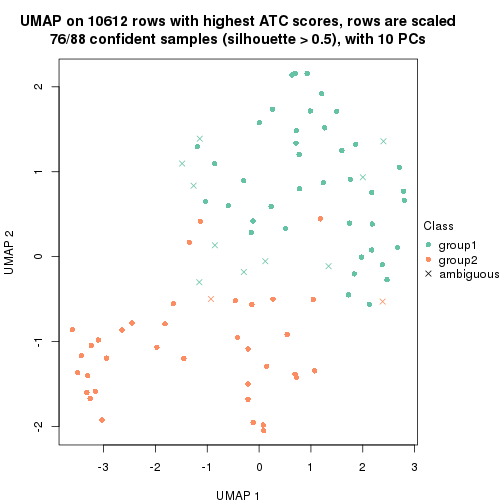 UMAP on 10612 rows with highest ATC scores, rows are scaled
76/88 confident samples (silhouette > 0.5), with 10 PCs
UMAP 2
2
1
0
-1
-2
-3
-2
-1
0
1
2
3
UMAP 1
Class
group1
group2
ambiguous